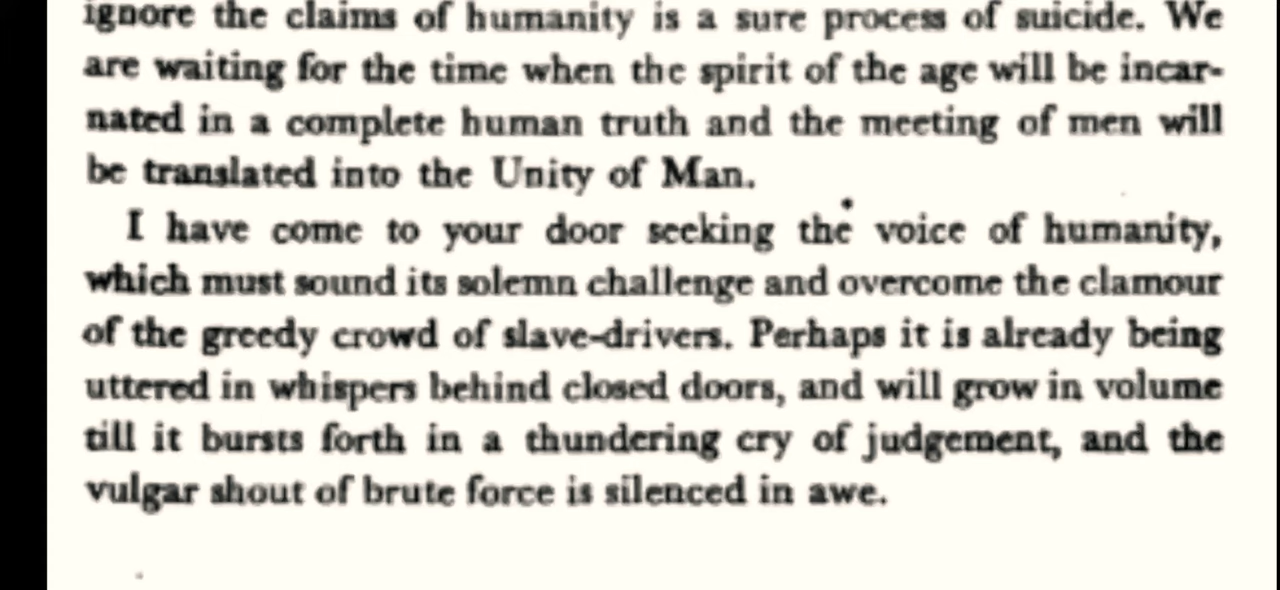 ignore the claims of humanity is a sure process of suicide. We
are waiting for the time when the spirit of the age will be incar-
nated in a complete human truth and the meeting of men will
be translated into the Unity of Man.
I have come to your door seeking the voice of humanity,
which must sound its solemn challenge and overcome the clamour
of the greedy crowd of slave-drivers. Perhaps it is already being
uttered in whispers behind closed doors, and will grow in volume
till it bursts forth in a thundering cry of judgement, and the
vulgar shout of brute force is silenced in awe.